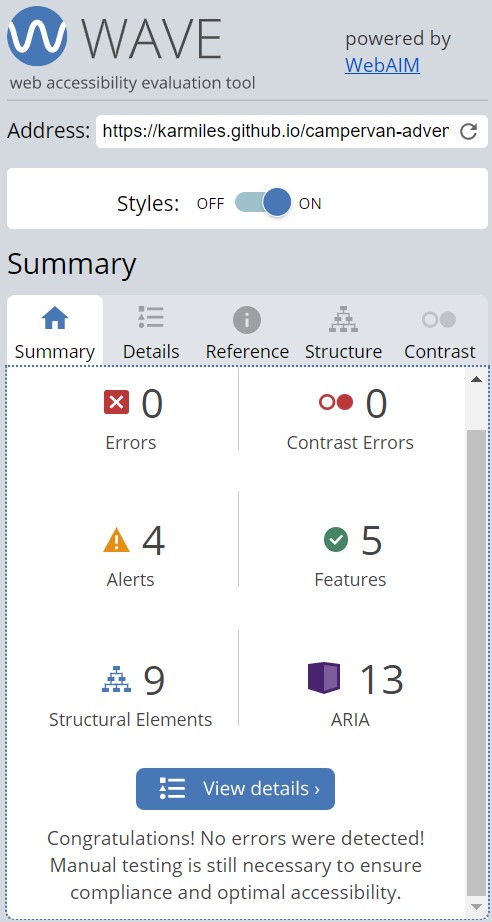 WAVE
powered by
WebAIM
web accessibility evaluation tool
Address: https://karmiles.github.io/campervan-adver
Styles: OFF ON
Summary
Summary Details Reference Structure Contrast
0 0
Errors Contrast Errors
4 5
Alerts Features
9 13
Structural Elements ARIA
View details ›
Congratulations! No errors were detected!
Manual testing is still necessary to ensure
compliance and optimal accessibility.